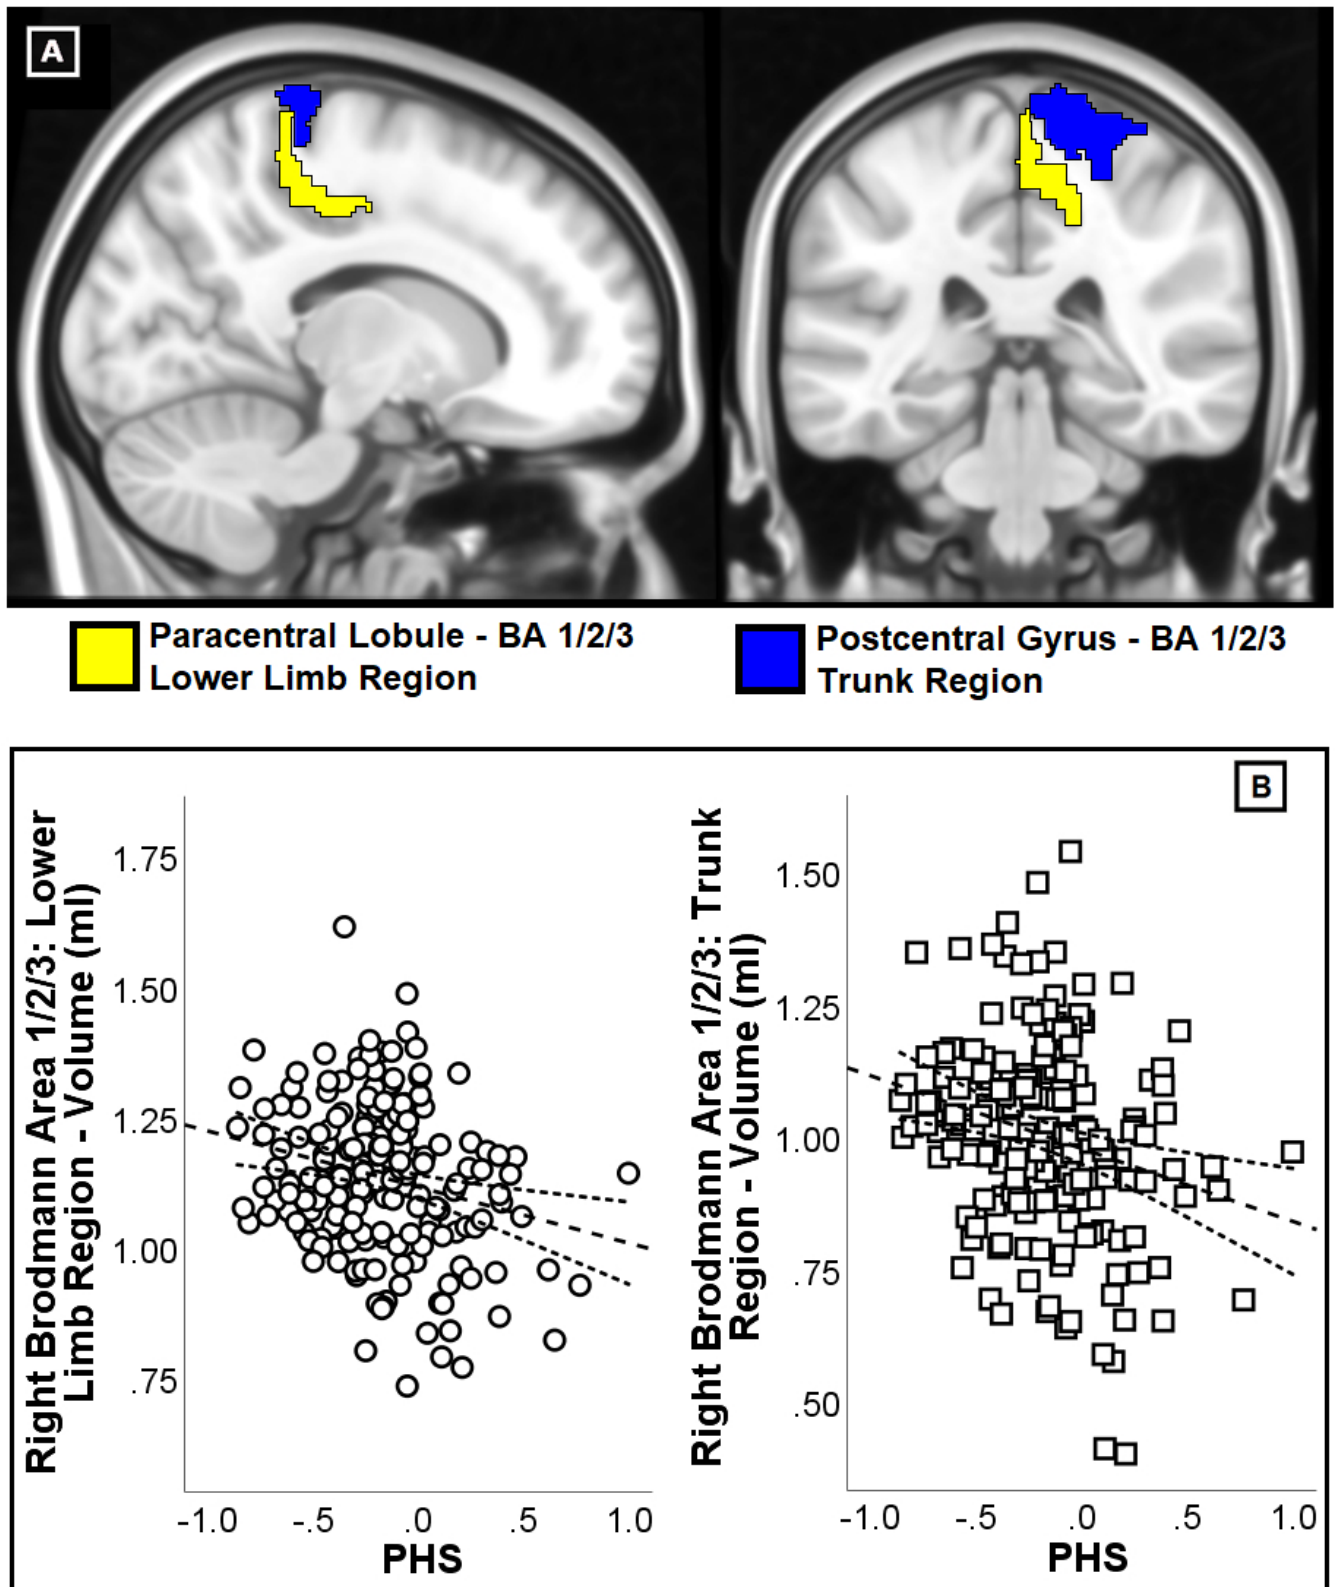 A
Paracentral Lobule - BA 1/2/3
Lower Limb Region
Postcentral Gyrus - BA 1/2/3
Trunk Region
B
Right Brodmann Area 1/2/3: Lower
Limb Region - Volume (ml)
1.75
1.50
1.25
1.00
.75
-1.0 -.5 .0 .5 1.0
PHS
Right Brodmann Area 1/2/3: Trunk
Region - Volume (ml)
1.50
1.25
1.00
.75
.50
-1.0 -.5 .0 .5 1.0
PHS